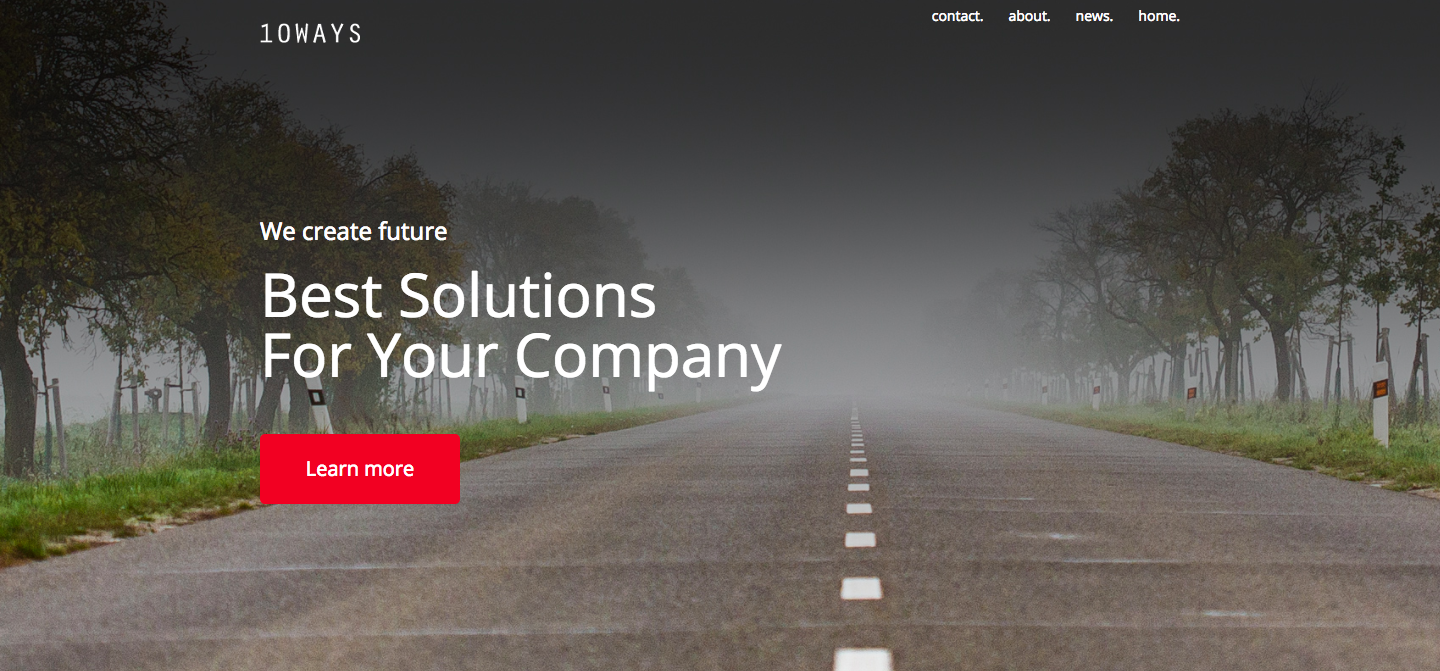 10WAYS
contact. about. news. home.
We create future
Best Solutions
For Your Company
Learn more